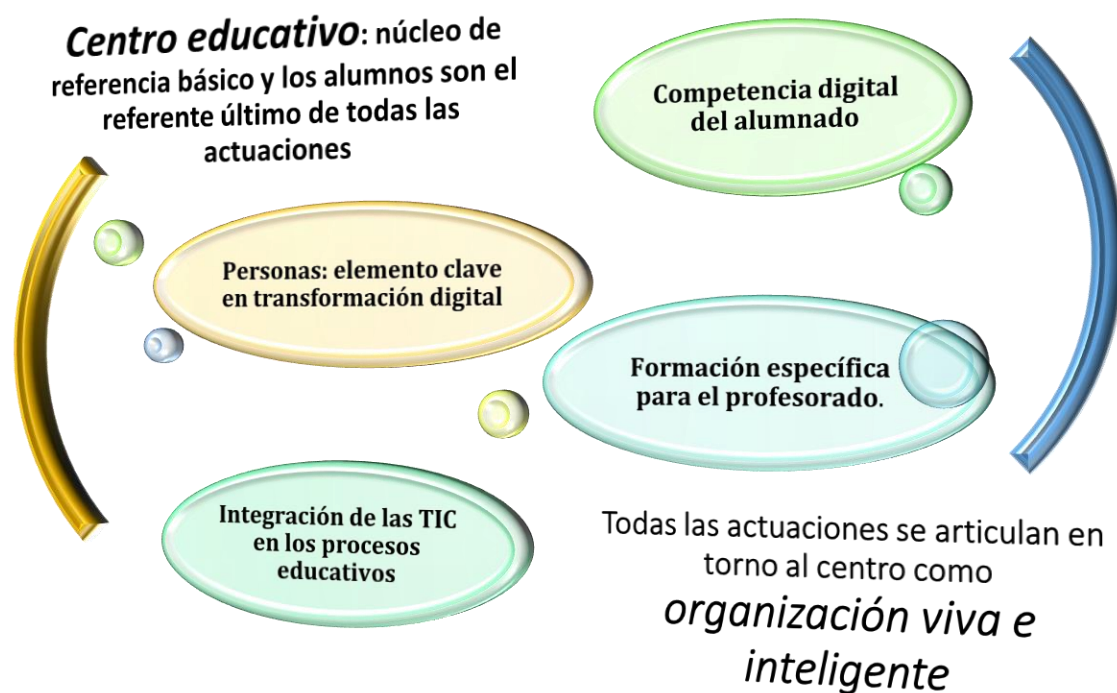 Centro educativo: núcleo de
referencia básico y los alumnos son el
referente último de todas las
actuaciones
Competencia digital
del alumnado
Personas: elemento clave
en transformación digital
Formación específica
para el profesorado.
Integración de las TIC
en los procesos
educativos
Todas las actuaciones se articulan en
torno al centro como
organización viva e
inteligente